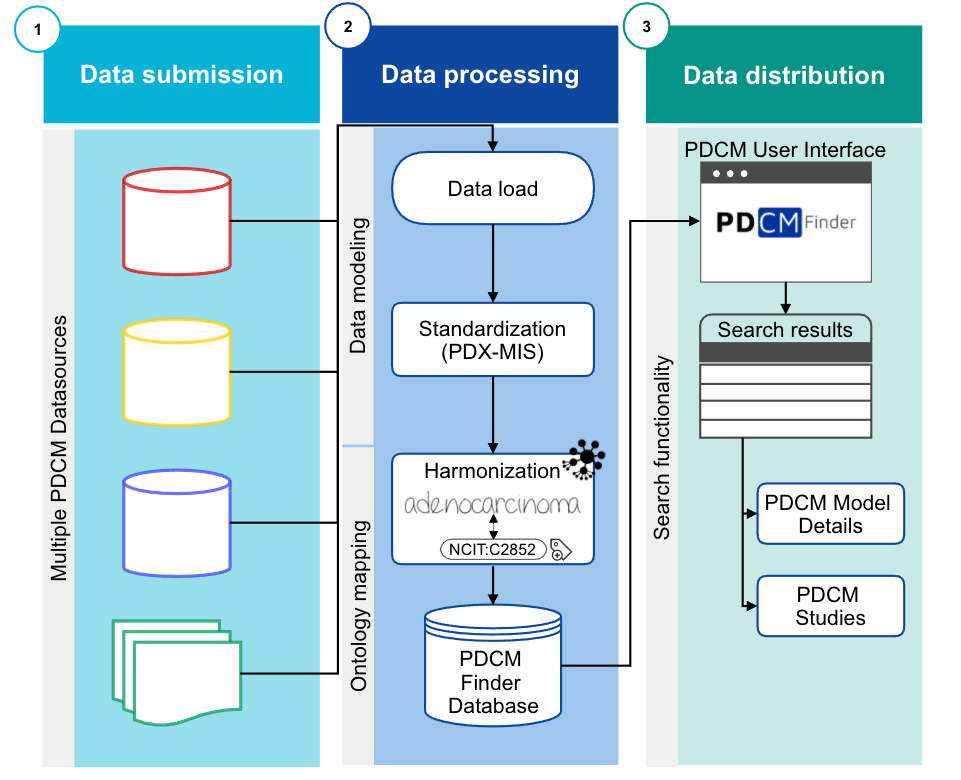 1
Data submission
Multiple PDCM Datasources
2
Data processing
Data modeling
Ontology mapping
Data load
Standardization
(PDX-MIS)
Harmonization
adenocarcinoma
NCIT:C2852
PDCM
Finder
Database
3
Data distribution
Search functionality
PDCM User Interface
PDCM Finder
Search results
PDCM Model
Details
PDCM
Studies